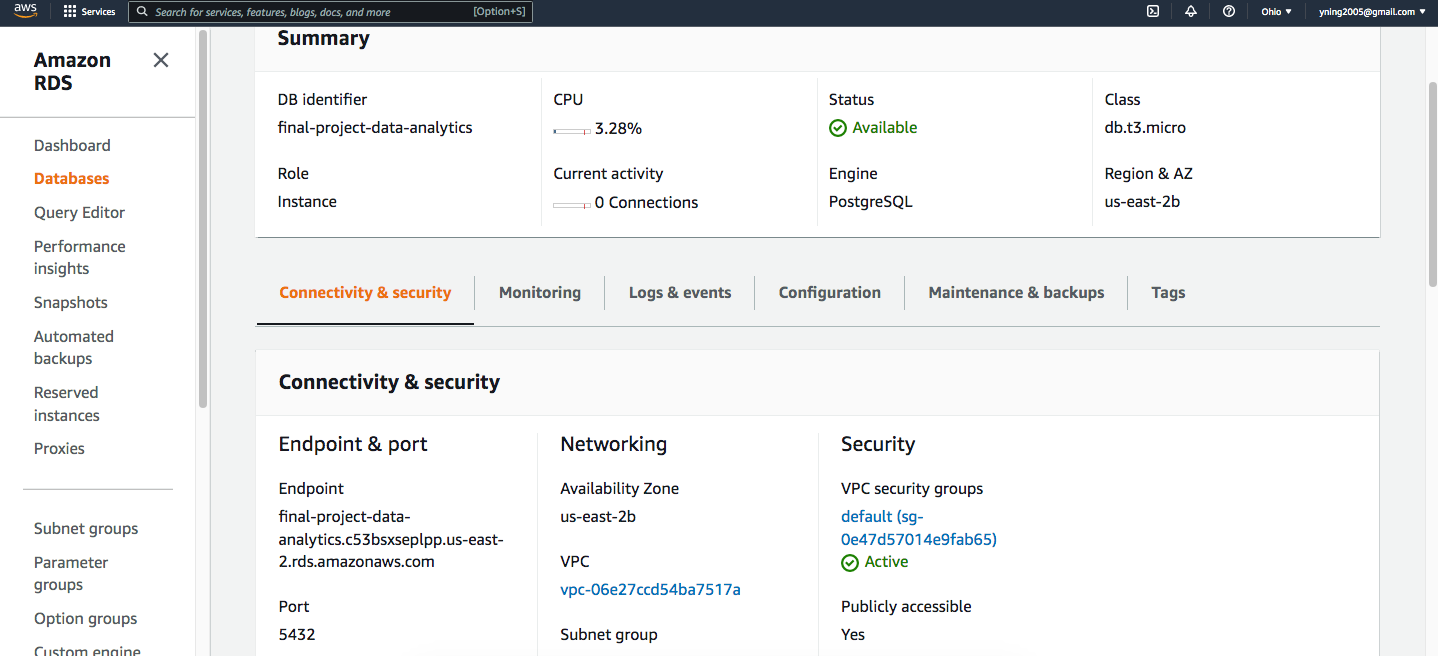 aws
Services
Search for services, features, blogs, docs, and more
[Option+S]
Ohio
yning2005@gmail.com
Amazon
RDS
Dashboard
Databases
Query Editor
Performance
insights
Snapshots
Automated
backups
Reserved
instances
Proxies
Subnet groups
Parameter
groups
Option groups
Custom engine
Summary
DB identifier
final-project-data-analytics
CPU
3.28%
Status
Available
Class
db.t3.micro
Role
Instance
Current activity
0 Connections
Engine
PostgreSQL
Region & AZ
us-east-2b
Connectivity & security
Monitoring
Logs & events
Configuration
Maintenance & backups
Tags
Connectivity & security
Endpoint & port
Endpoint
final-project-data-
analytics.c53bsxseplpp.us-east-
2.rds.amazonaws.com
Port
5432
Networking
Availability Zone
us-east-2b
VPC
vpc-06e27ccd54ba7517a
Subnet group
Security
VPC security groups
default (sg-
0e47d57014e9fab65)
Active
Publicly accessible
Yes